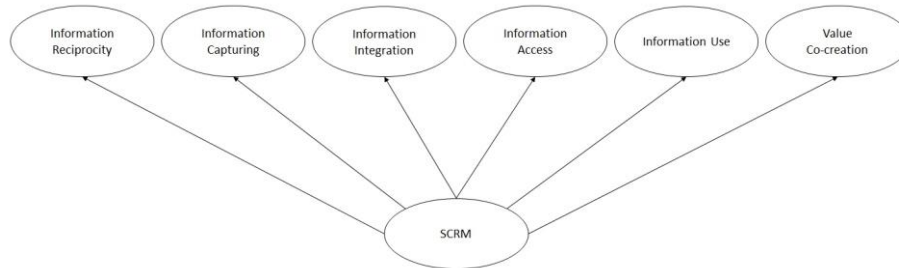 Information
Reciprocity
Information
Capturing
Information
Integration
Information
Access
Information Use
Value
Co-creation
SCRM